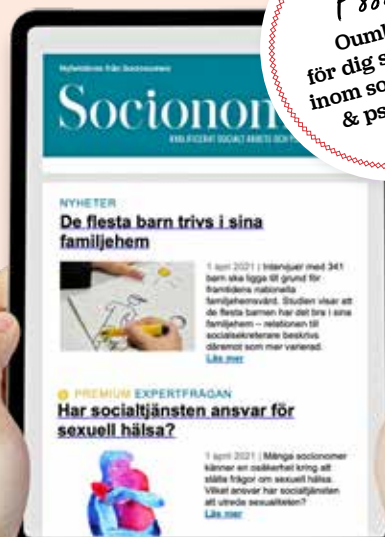 Oumb
för dig s
inom so
& ps
Nyhetsbrev från Socionomen
Socionom
KVALIFICERAT SOCIALT ARBETE OCH
NYHETER
De flesta barn trivs i sina
familjehem
1 april 2021 | Intervjuer med 341
barn ska ligga till grund för
framtidens nationella
familjehemsvård. Studien visar att
de flesta barnen har det bra i sina
familjehem – relationen till
socialsekreterare beskrivs
däremot som mer varierad.
Läs mer
PREMIUM EXPERTFRÅGAN
Har socialtjänsten ansvar för
sexuell hälsa?
1 april 2021 | Många socionomer
känner en osäkerhet kring att
ställa frågor om sexuell hälsa.
Vilket ansvar har socialtjänsten
att utreda sexualiteten?
Läs mer